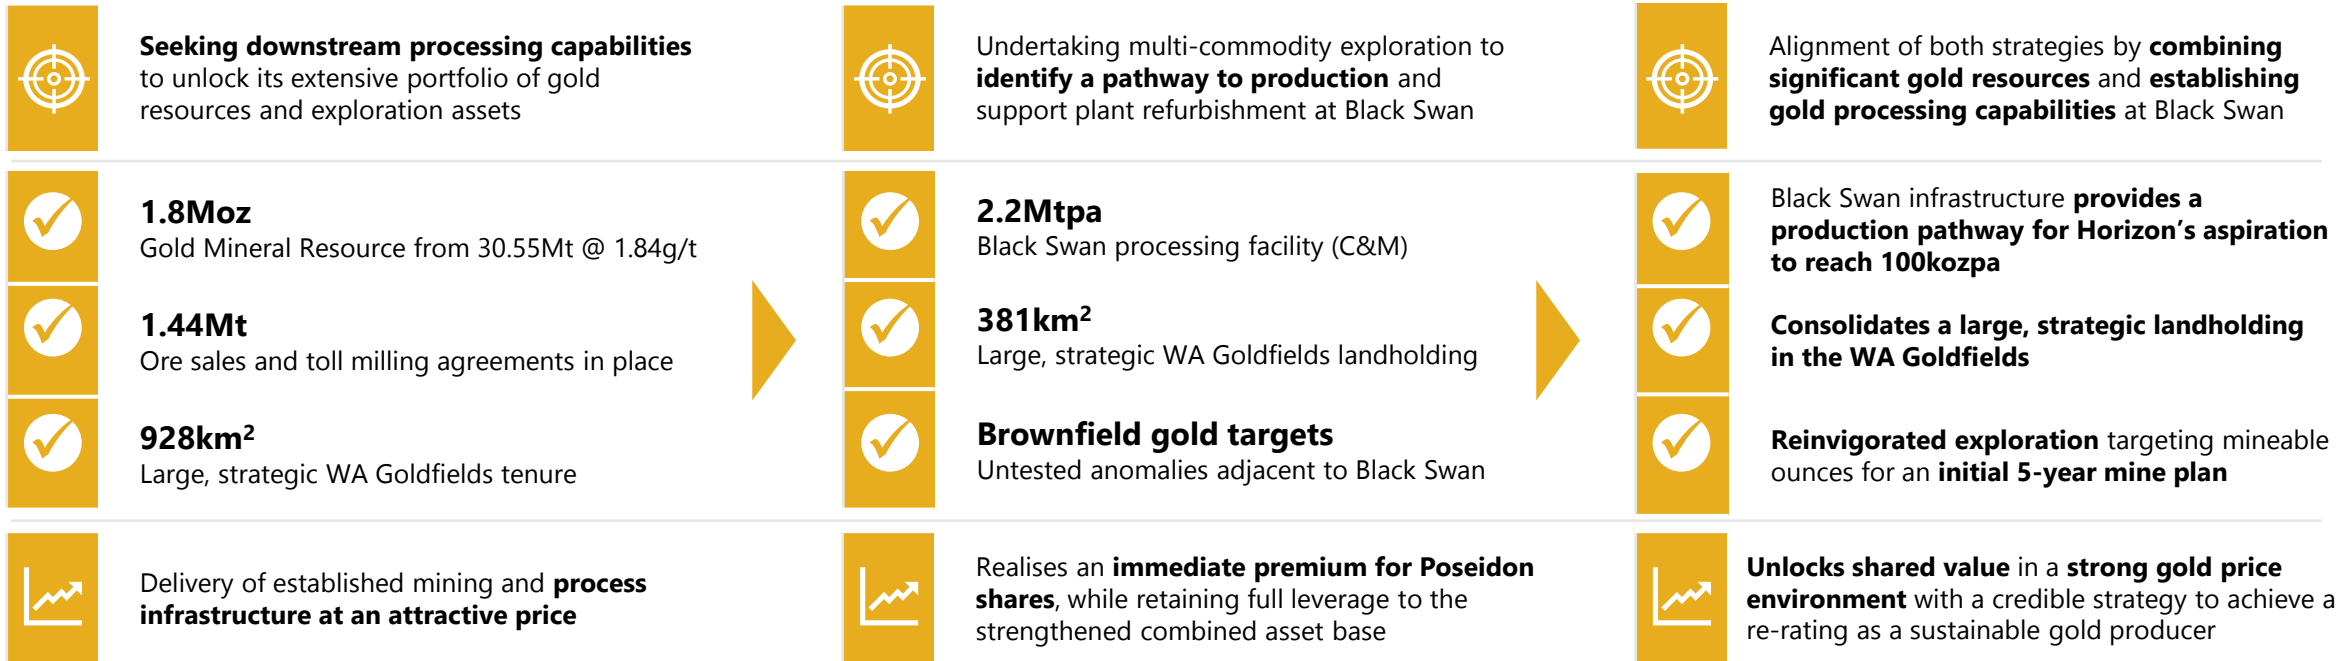 Seeking downstream processing capabilities
to unlock its extensive portfolio of gold
resources and exploration assets
Undertaking multi-commodity exploration to
identify a pathway to production and
support plant refurbishment at Black Swan
Alignment of both strategies by combining
significant gold resources and establishing
gold processing capabilities at Black Swan
1.8Moz
Gold Mineral Resource from 30.55Mt @ 1.84g/t
1.44Mt
Ore sales and toll milling agreements in place
928km²
Large, strategic WA Goldfields tenure
2.2Mtpa
Black Swan processing facility (C&M)
381km²
Large, strategic WA Goldfields landholding
Brownfield gold targets
Untested anomalies adjacent to Black Swan
Black Swan infrastructure provides a
production pathway for Horizon’s aspiration
to reach 100kozpa
Consolidates a large, strategic landholding
in the WA Goldfields
Reinvigorated exploration targeting mineable
ounces for an initial 5-year mine plan
Delivery of established mining and process
infrastructure at an attractive price
Realises an immediate premium for Poseidon
shares, while retaining full leverage to the
strengthened combined asset base
Unlocks shared value in a strong gold price
environment with a credible strategy to achieve a
re-rating as a sustainable gold producer